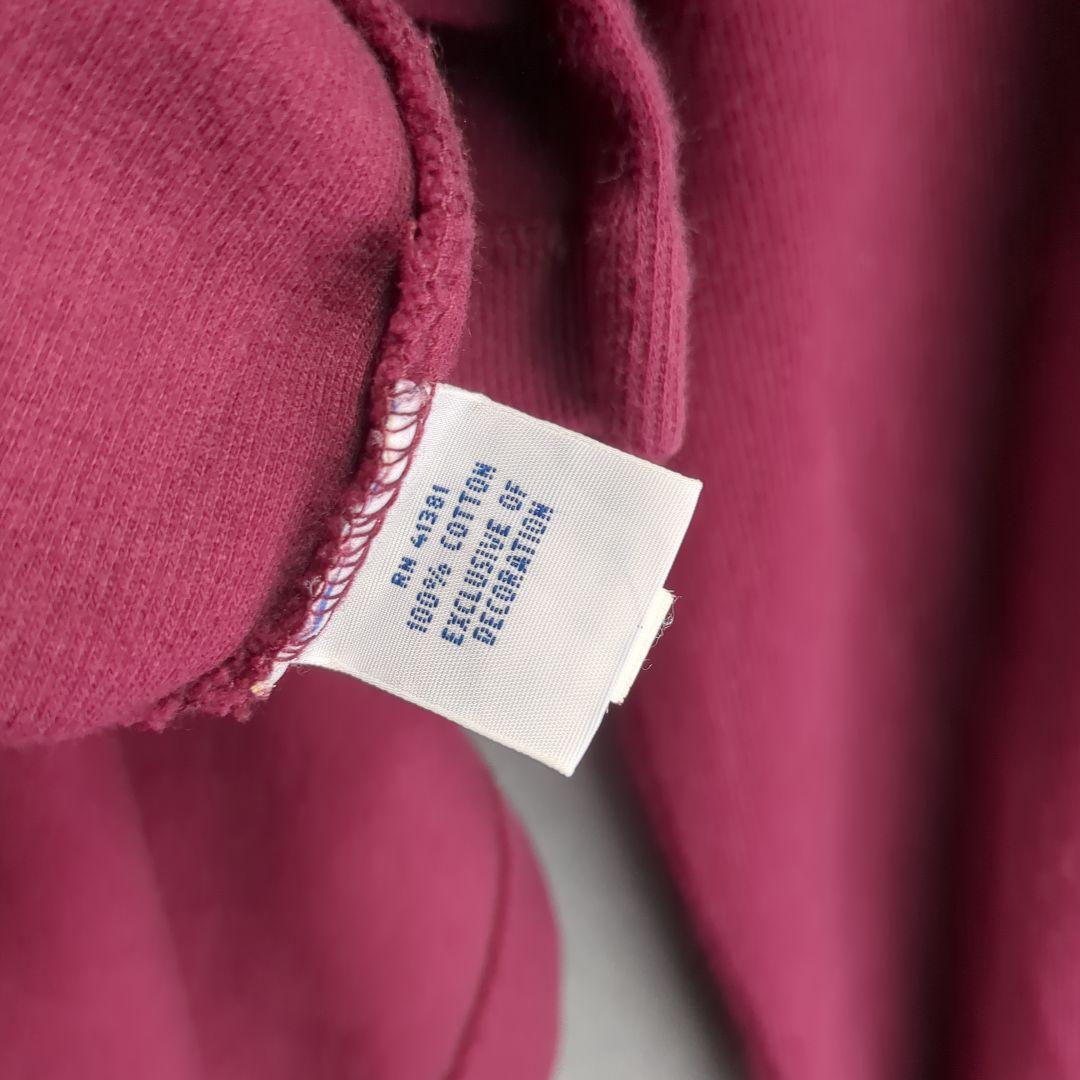 RN 41381
100% COTTON
EXCLUSIVE OF
DECORATION